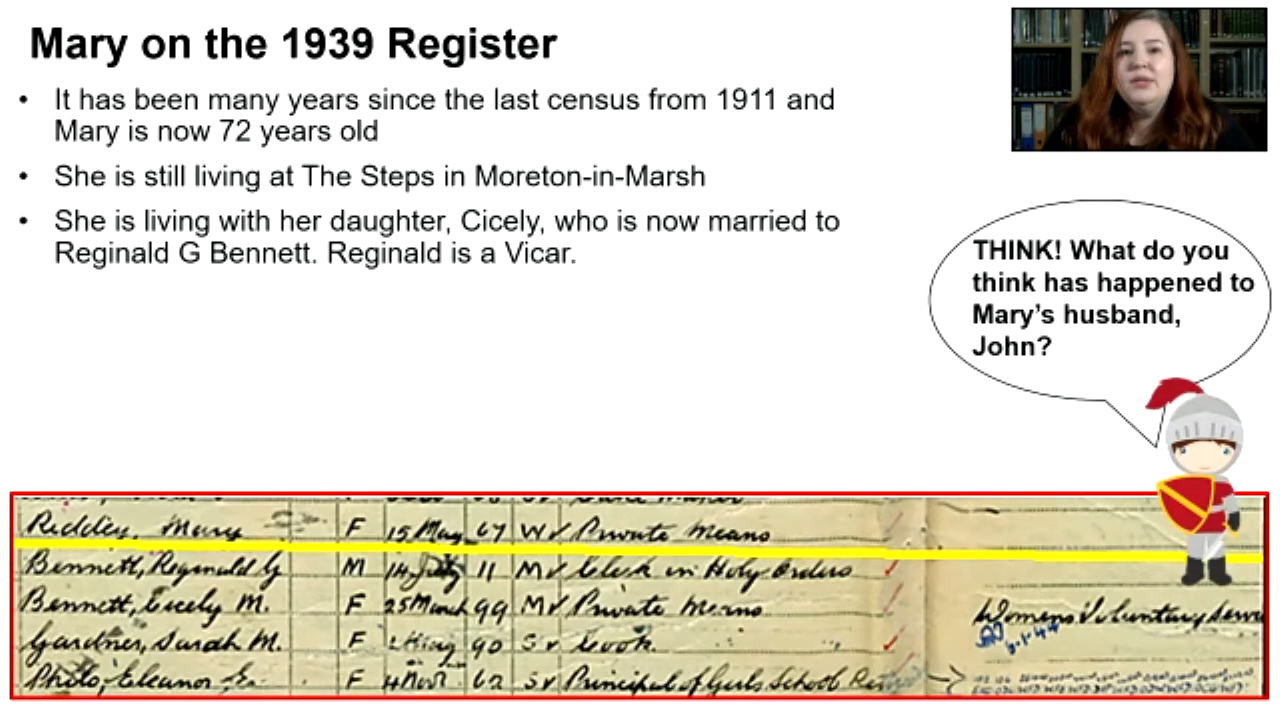 Mary on the 1939 Register
• It has been many years since the last census from 1911 and
Mary is now 72 years old
• She is still living at The Steps in Moreton-in-Marsh
• She is living with her daughter, Cicely, who is now married to
Reginald G Bennett. Reginald is a Vicar.
THINK! What do you
think has happened to
Mary's husband,
John?
Mary F 15 May 67 W Private Means
Bennett, Reginald G M 14 July 11 M Clerk in Holy Orders
Bennett, Cicely M. F 25 March 99 M Private Means
Womens Voluntary
Gardner, Sarah M. F 90 S Cook.
Eleanor F 4 Nov 62 S Principal of Girls School